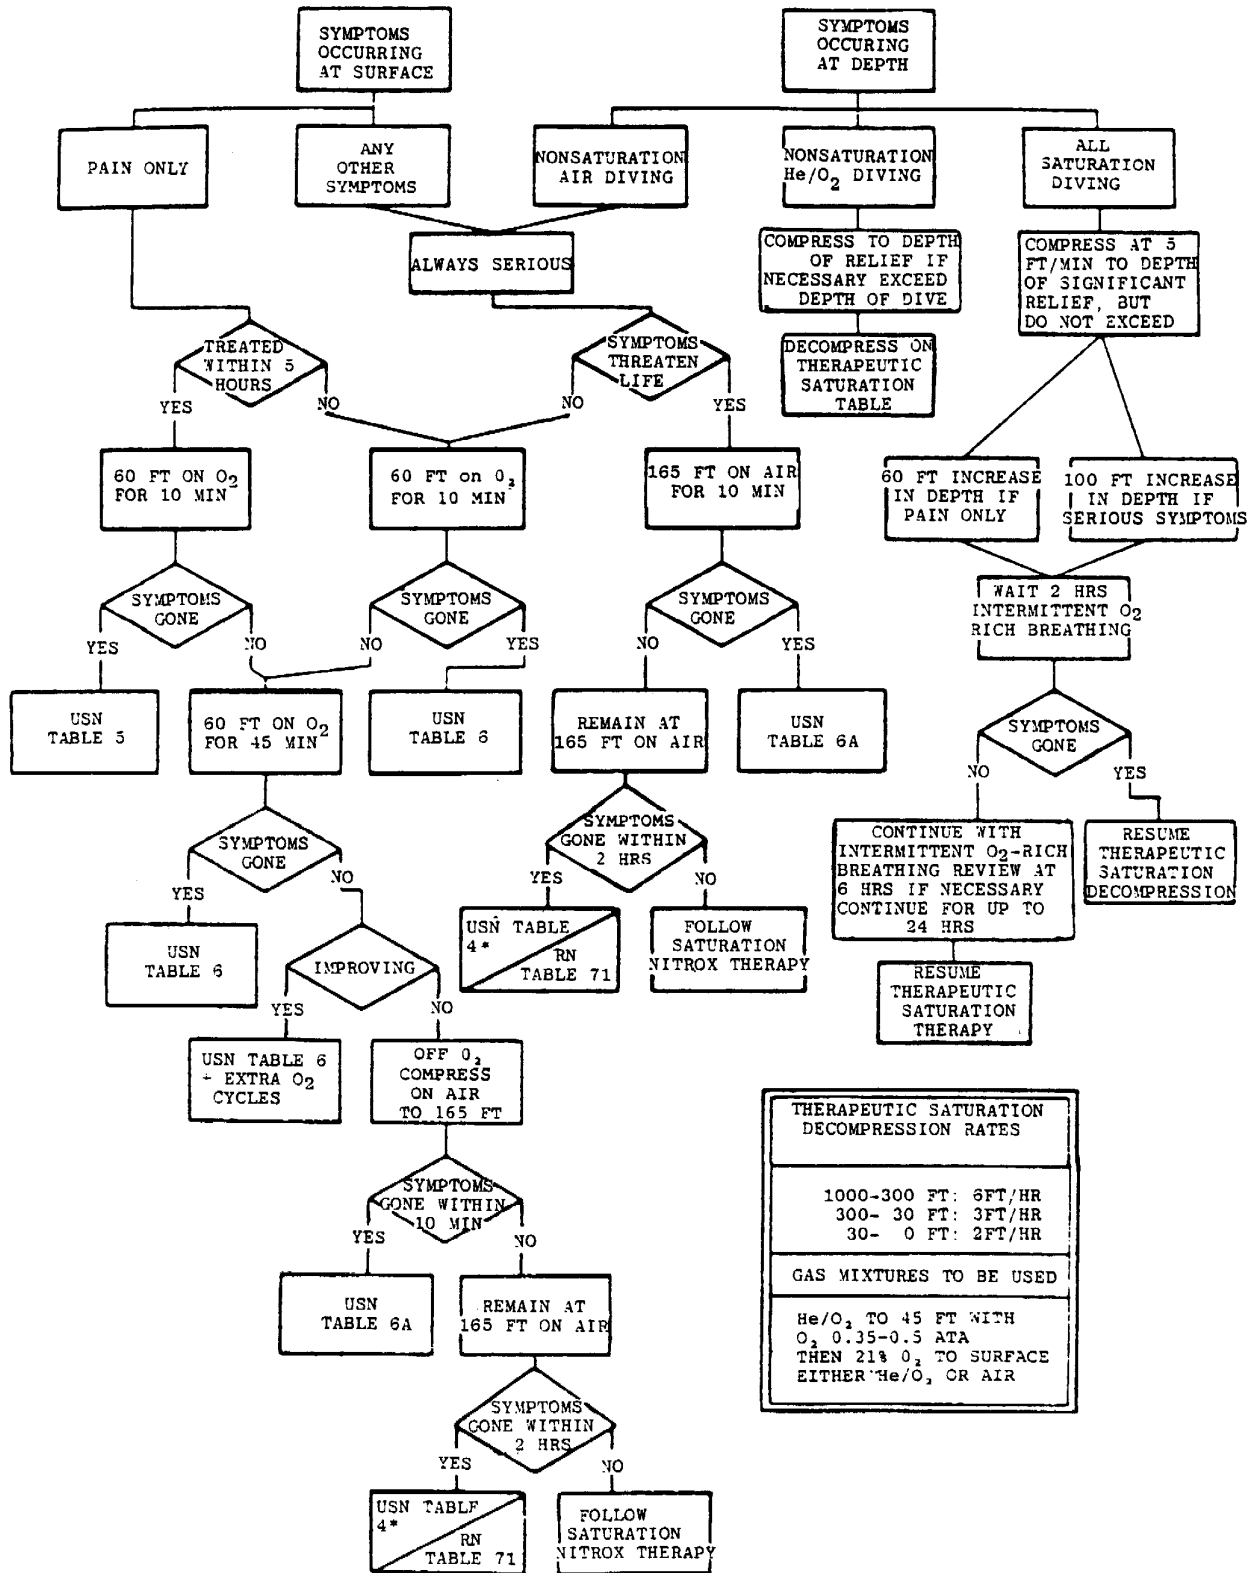 SYMPTOMS
OCCURRING
AT SURFACE
SYMPTOMS
OCCURING
AT DEPTH
PAIN ONLY
ANY
OTHER
SYMPTOMS
NONSATURATION
AIR DIVING
NONSATURATION
He/O2 DIVING
ALL
SATURATION
DIVING
ALWAYS SERIOUS
COMPRESS TO DEPTH
OF RELIEF IF
NECESSARY EXCEED
DEPTH OF DIVE
COMPRESS AT 5
FT/MIN TO DEPTH
OF SIGNIFICANT
RELIEF, BUT
DO NOT EXCEED
TREATED
WITHIN 5
HOURS
YES
NO
SYMPTOMS
THREATEN
LIFE
NO
YES
DECOMPRESS ON
THERAPEUTIC
SATURATION
TABLE
60 FT ON O2
FOR 10 MIN
60 FT on O2
FOR 10 MIN
165 FT ON AIR
FOR 10 MIN
60 FT INCREASE
IN DEPTH IF
PAIN ONLY
100 FT INCREASE
IN DEPTH IF
SERIOUS SYMPTOMS
SYMPTOMS
GONE
YES
NO
SYMPTOMS
GONE
NO
YES
SYMPTOMS
GONE
NO
YES
WAIT 2 HRS
INTERMITTENT O2
RICH BREATHING
USN
TABLE 5
60 FT ON O2
FOR 45 MIN
USN
TABLE 6
REMAIN AT
165 FT ON AIR
USN
TABLE 6A
SYMPTOMS
GONE
NO
YES
SYMPTOMS
GONE
YES
NO
SYMPTOMS
GONE WITHIN
2 HRS
YES
NO
CONTINUE WITH
INTERMITTENT O2-RICH
BREATHING REVIEW AT
6 HRS IF NECESSARY
CONTINUE FOR UP TO
24 HRS
RESUME
THERAPEUTIC
SATURATION
DECOMPRESSION
USN
TABLE 6
IMPROVING
YES
NO
USN TABLE
4*
RN
TABLE 71
FOLLOW
SATURATION
NITROX THERAPY
RESUME
THERAPEUTIC
SATURATION
THERAPY
USN TABLE 6
+ EXTRA O2
CYCLES
OFF O2
COMPRESS
ON AIR
TO 165 FT
SYMPTOMS
GONE WITHIN
10 MIN
YES
NO
USN
TABLE 6A
REMAIN AT
165 FT ON AIR
SYMPTOMS
GONE WITHIN
2 HRS
YES
NO
USN TABLE
4*
RN
TABLE 71
FOLLOW
SATURATION
NITROX THERAPY
THERAPEUTIC SATURATION
DECOMPRESSION RATES
1000-300 FT: 6FT/HR
300- 30 FT: 3FT/HR
30- 0 FT: 2FT/HR
GAS MIXTURES TO BE USED
He/O2 TO 45 FT WITH
O2 0.35-0.5 ATA
THEN 21% O2 TO SURFACE
EITHER He/O2 OR AIR